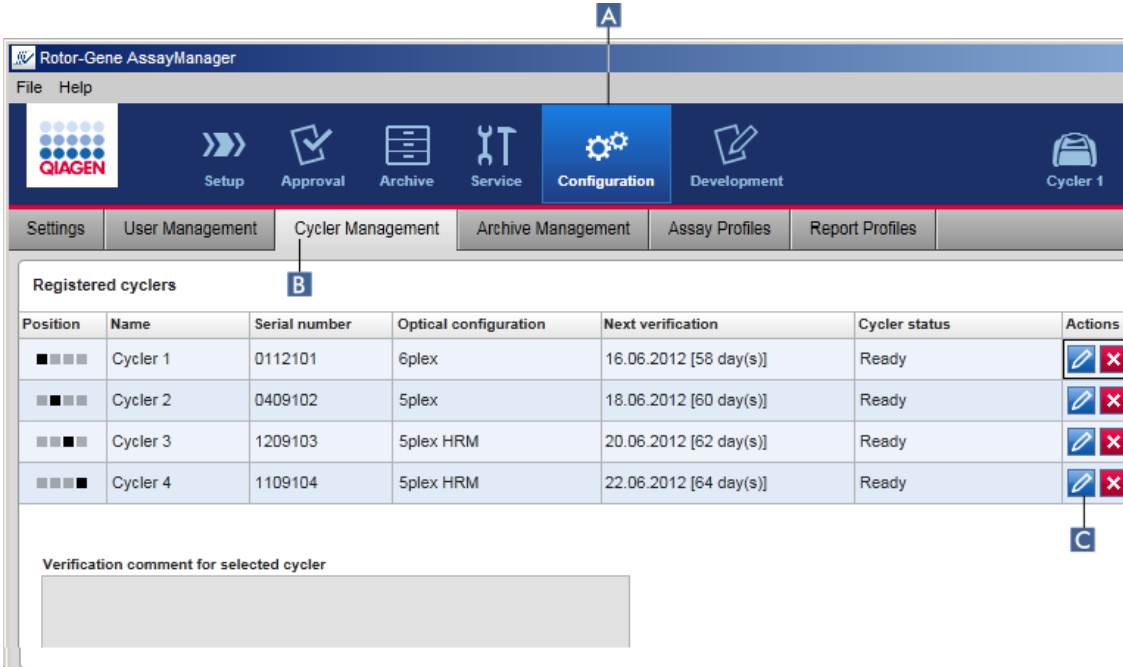 A
Rotor-Gene AssayManager
File Help
QIAGEN
Setup Approval Archive Service Configuration Development Cycler 1
Settings User Management Cycler Management Archive Management Assay Profiles Report Profiles
Registered cyclers B
Position Name Serial number Optical configuration Next verification Cycler status Actions
Cycler 1 0112101 6plex 16.06.2012 [58 day(s)] Ready
Cycler 2 0409102 5plex 18.06.2012 [60 day(s)] Ready
Cycler 3 1209103 5plex HRM 20.06.2012 [62 day(s)] Ready
Cycler 4 1109104 5plex HRM 22.06.2012 [64 day(s)] Ready
C
Verification comment for selected cycler